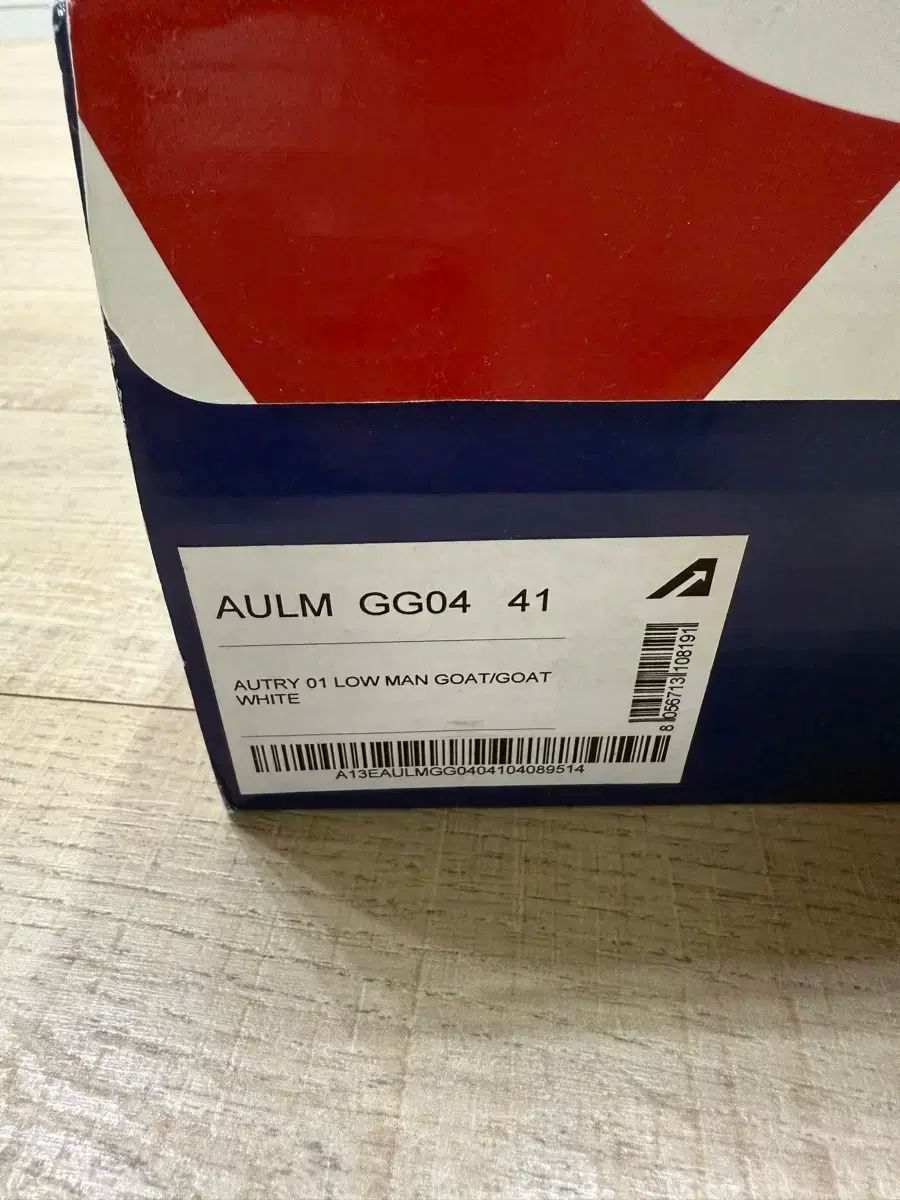 AULM GG04 41
AUTRY 01 LOW MAN GOAT/GOAT
WHITE
A13EAULMGG0404104089514
8 056713 108191